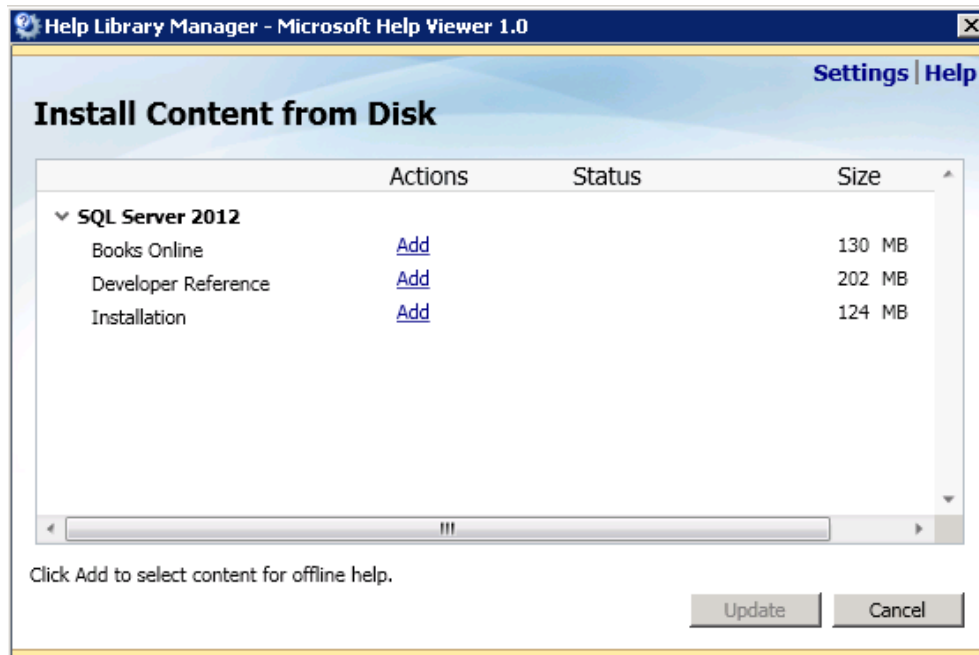 Help Library Manager - Microsoft Help Viewer 1.0
Settings | Help
Install Content from Disk
Actions Status Size
SQL Server 2012
Books Online Add 130 MB
Developer Reference Add 202 MB
Installation Add 124 MB
Click Add to select content for offline help.
Update Cancel